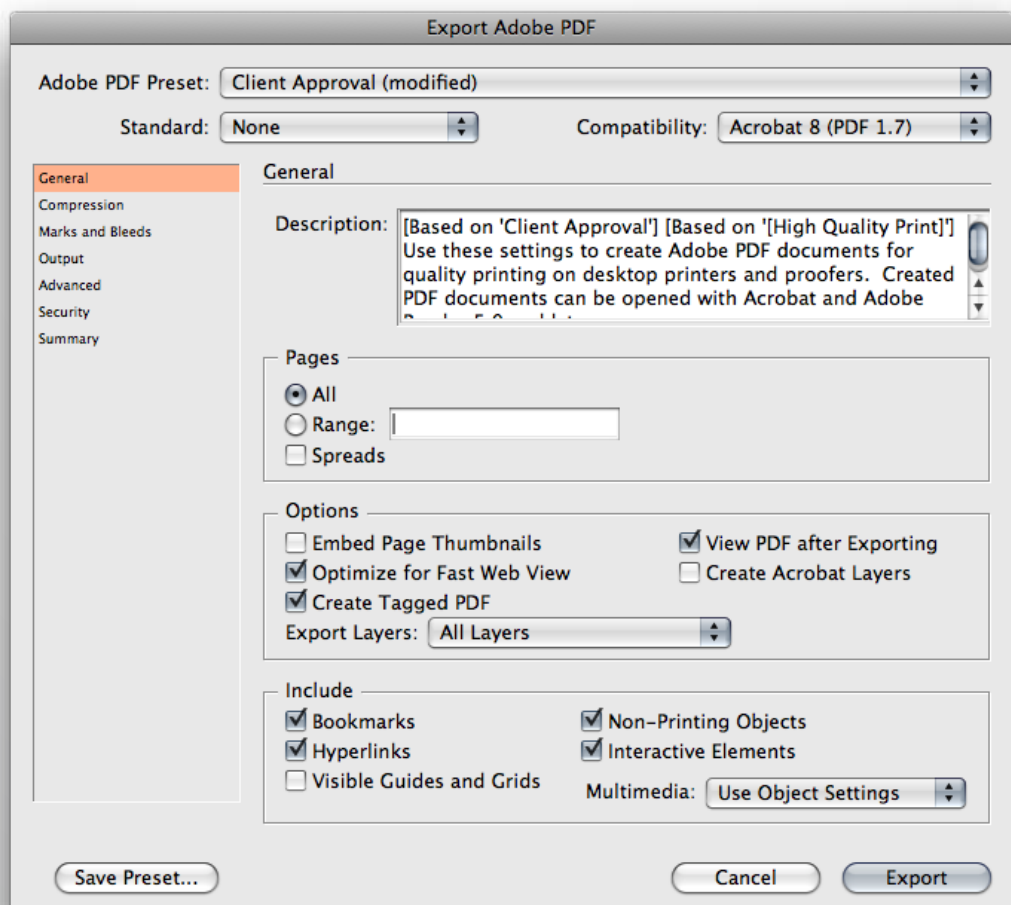 Export Adobe PDF
Adobe PDF Preset: Client Approval (modified)
Standard: None Compatibility: Acrobat 8 (PDF 1.7)
General
Compression
Marks and Bleeds
Output
Advanced
Security
Summary
General
Description: [Based on 'Client Approval'] [Based on '[High Quality Print]']
Use these settings to create Adobe PDF documents for
quality printing on desktop printers and proofers. Created
PDF documents can be opened with Acrobat and Adobe
Pages
All
Range:
Spreads
Options
Embed Page Thumbnails View PDF after Exporting
Optimize for Fast Web View Create Acrobat Layers
Create Tagged PDF
Export Layers: All Layers
Include
Bookmarks Non-Printing Objects
Hyperlinks Interactive Elements
Visible Guides and Grids Multimedia: Use Object Settings
Save Preset... Cancel Export